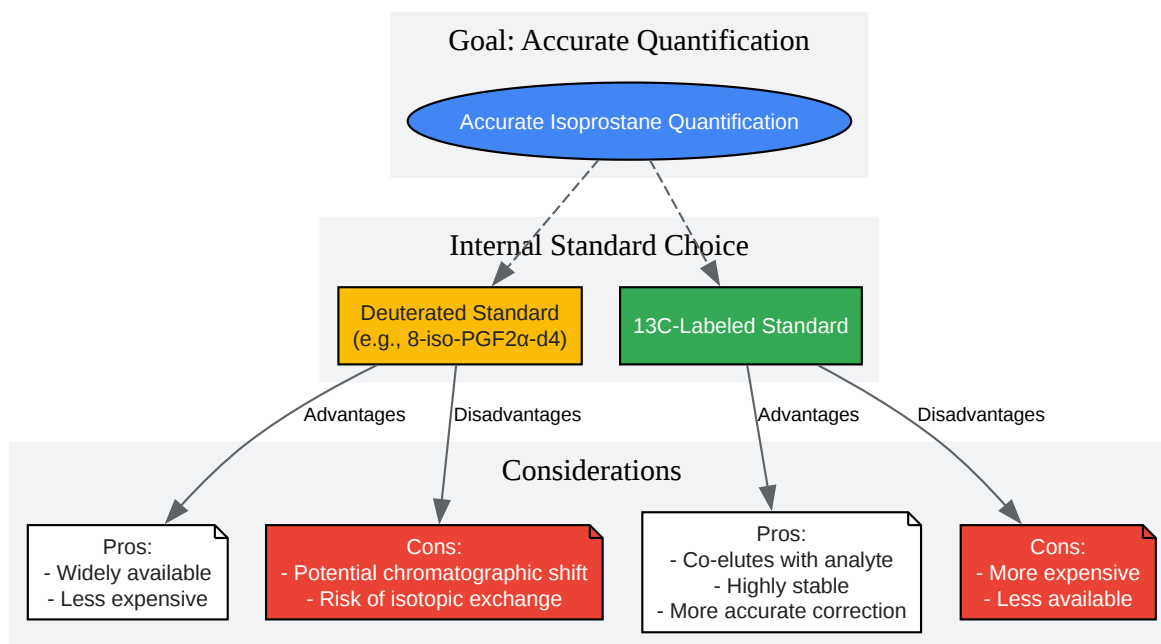 Goal: Accurate Quantification
Accurate Isoprostane Quantification
Internal Standard Choice
Deuterated Standard
(e.g., 8-iso-PGF2α-d4)
13C-Labeled Standard
Advantages
Disadvantages
Advantages
Disadvantages
Considerations
Pros:
- Widely available
- Less expensive
Cons:
- Potential chromatographic shift
- Risk of isotopic exchange
Pros:
- Co-elutes with analyte
- Highly stable
- More accurate correction
Cons:
- More expensive
- Less available